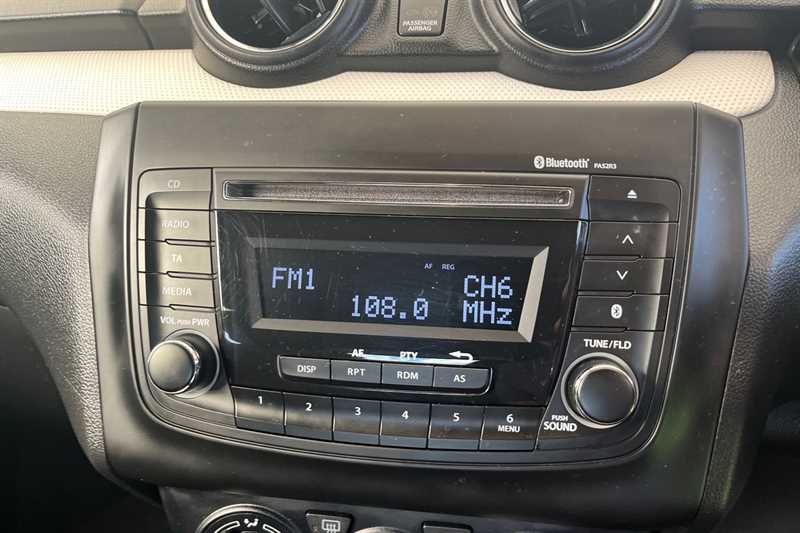 PASSENGER
AIRBAG
Bluetooth PA52R3
CD
RADIO
TA
MEDIA
VOL PUSH PWR
AF REG
FM1 CH6
108.0 MHz
AF PTY
DISP RPT RDM AS
1 2 3 4 5 6
MENU
TUNE/FLD
PUSH
SOUND